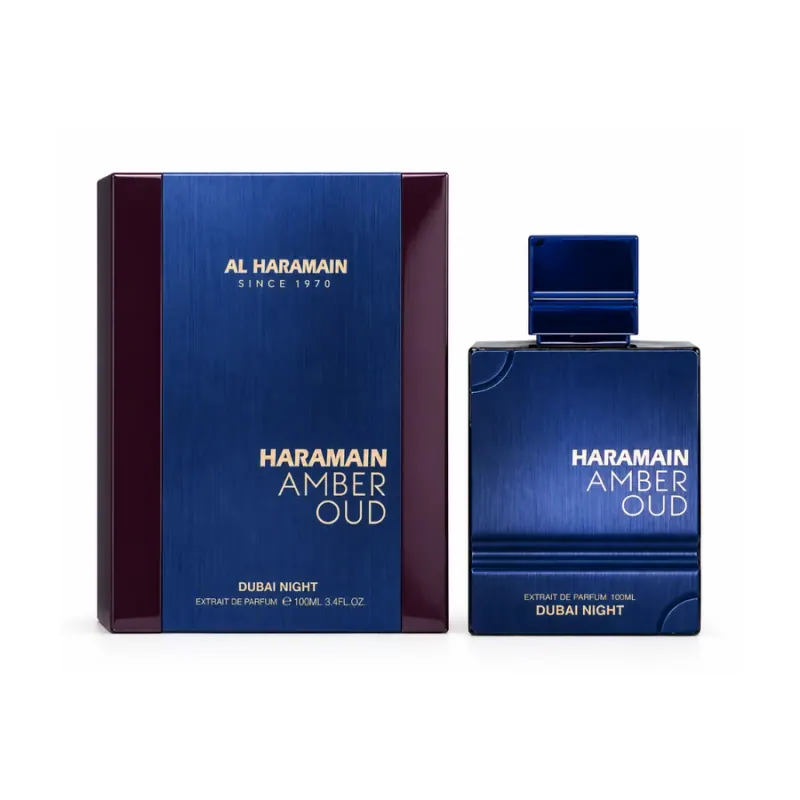 AL HARAMAIN
SINCE 1970
HARAMAIN
AMBER
OUD
DUBAI NIGHT
EXTRAIT DE PARFUM ℮ 100ML 3.4FL.OZ.
HARAMAIN
AMBER
OUD
EXTRAIT DE PARFUM 100ML
DUBAI NIGHT